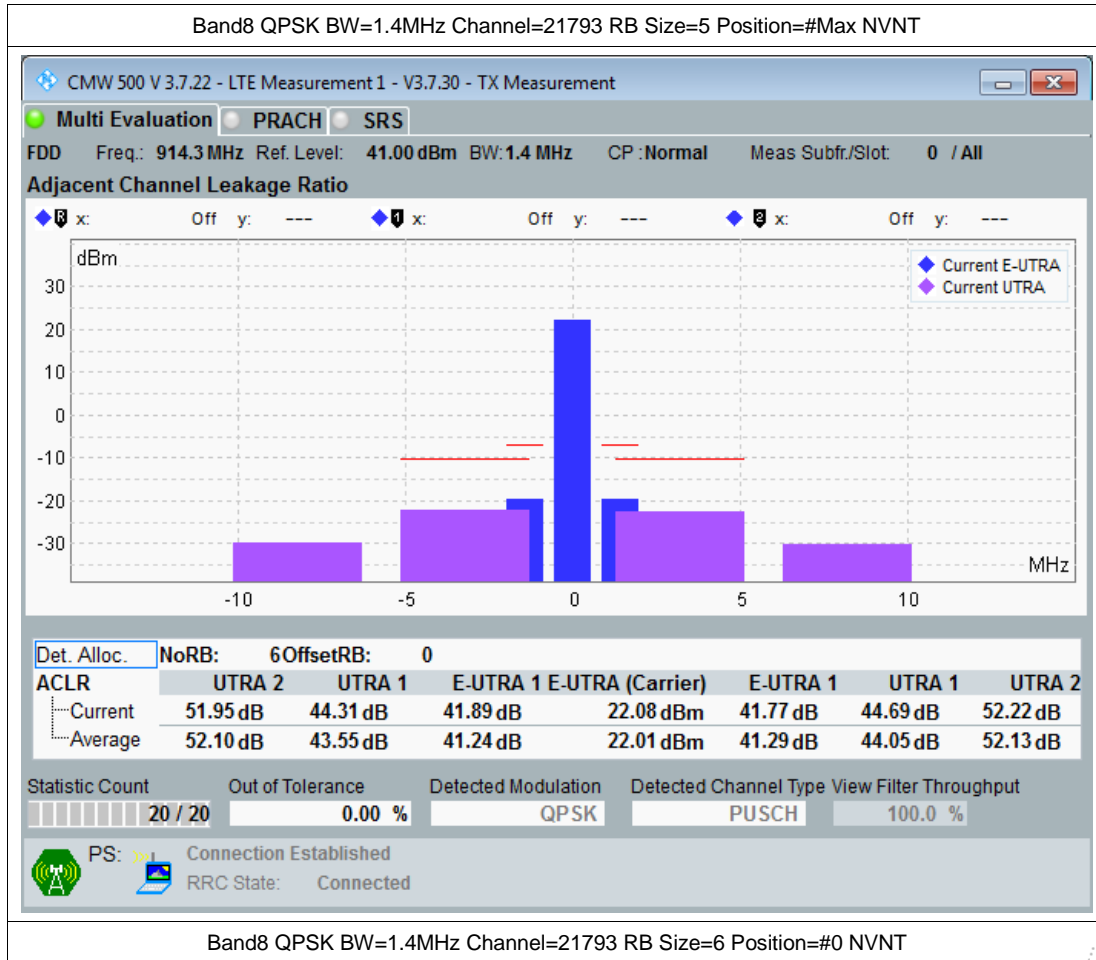 Band8 QPSK BW=1.4MHz Channel=21793 RB Size=5 Position=#Max NVNT
CMW 500 V 3.7.22 - LTE Measurement 1 - V3.7.30 - TX Measurement
Multi Evaluation PRACH SRS
FDD Freq.: 914.3 MHz Ref. Level: 41.00 dBm BW: 1.4 MHz CP : Normal Meas Subfr./Slot: 0 / All
Adjacent Channel Leakage Ratio
R x: Off y: --- 1 x: Off y: --- 2 x: Off y: ---
dBm
Current E-UTRA
Current UTRA
30
20
10
0
-10
-20
-30
MHz
-10 -5 0 5 10
Det. Alloc. NoRB: 6 OffsetRB: 0
ACLR UTRA 2 UTRA 1 E-UTRA 1 E-UTRA (Carrier) E-UTRA 1 UTRA 1 UTRA 2
Current 51.95 dB 44.31 dB 41.89 dB 22.08 dBm 41.77 dB 44.69 dB 52.22 dB
Average 52.10 dB 43.55 dB 41.24 dB 22.01 dBm 41.29 dB 44.05 dB 52.13 dB
Statistic Count Out of Tolerance Detected Modulation Detected Channel Type View Filter Throughput
20 / 20 0.00 % QPSK PUSCH 100.0 %
PS: Connection Established
RRC State: Connected
Band8 QPSK BW=1.4MHz Channel=21793 RB Size=6 Position=#0 NVNT